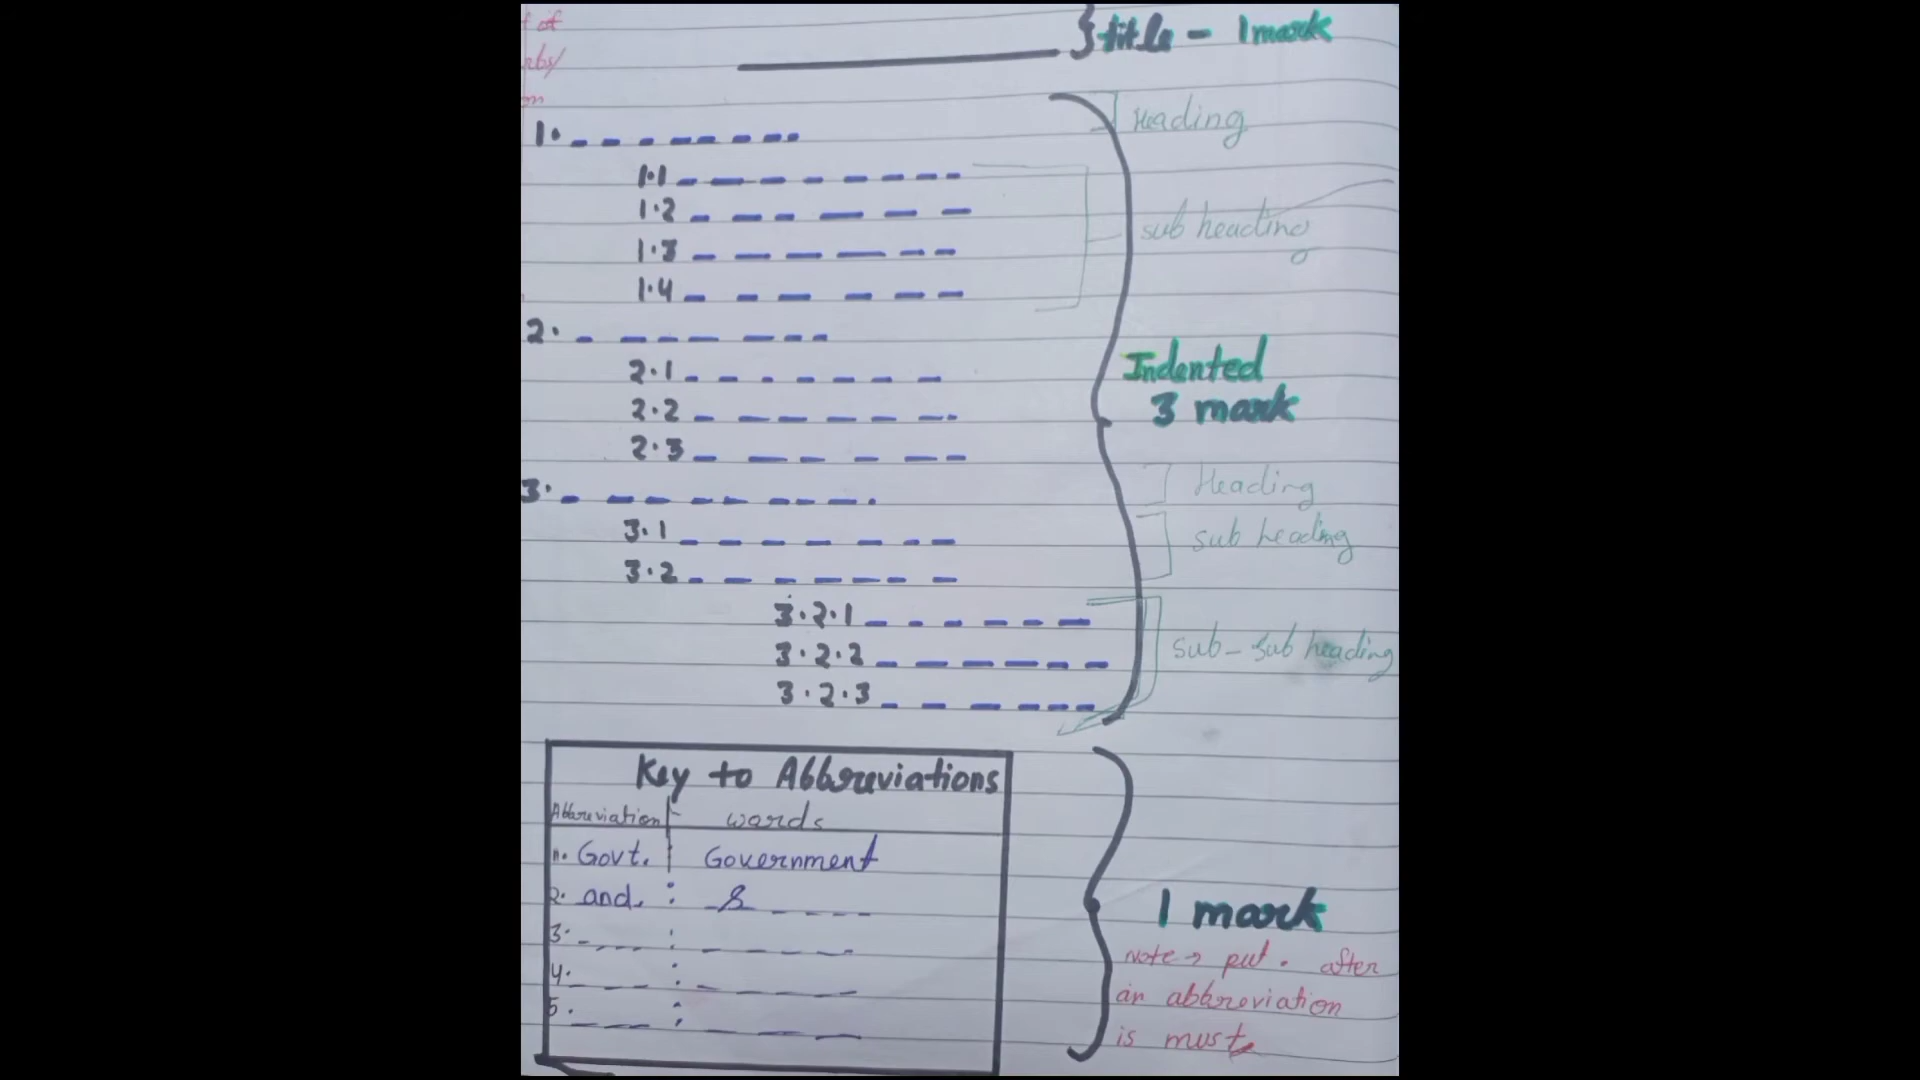 t of
rbs/
on
} title - 1 mark
Heading
1.
1.1
1.2
sub heading
1.3
1.4
2.
2.1
Indented
2.2
3 mark
2.3
3.
Heading
3.1
sub heading
3.2
3.2.1
3.2.2
sub-sub heading
3.2.3
Key to Abbreviations
Abbreviation words
1. Govt. : Government
2. and. : &
3. :
4. :
5. :
1 mark
Note → put . after
an abbreviation
is must